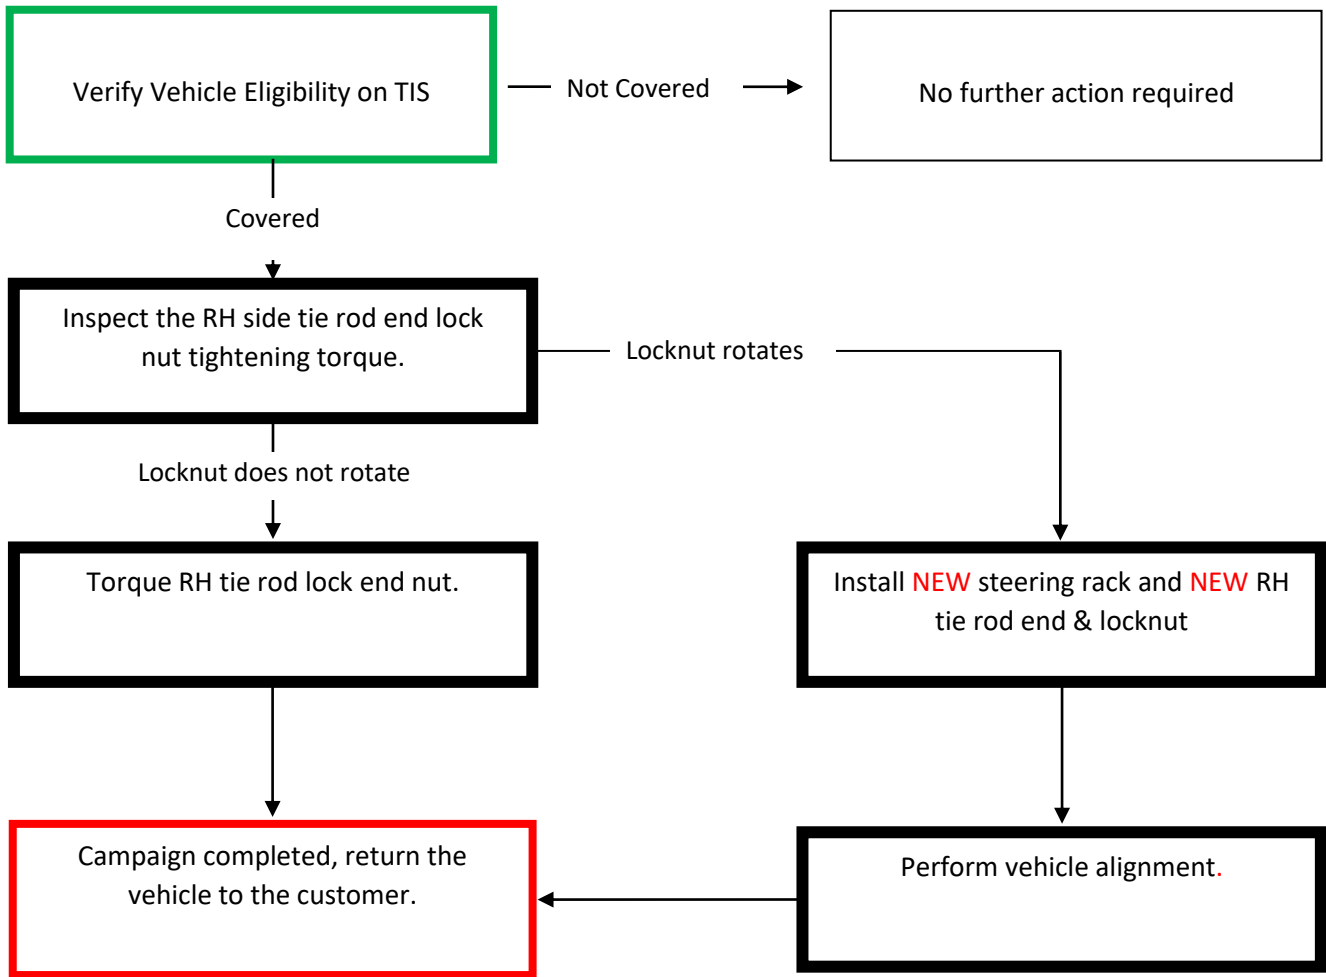 Verify Vehicle Eligibility on TIS
Not Covered
No further action required
Covered
Inspect the RH side tie rod end lock
nut tightening torque.
Locknut rotates
Locknut does not rotate
Torque RH tie rod lock end nut.
Install NEW steering rack and NEW RH
tie rod end & locknut
Campaign completed, return the
vehicle to the customer.
Perform vehicle alignment.